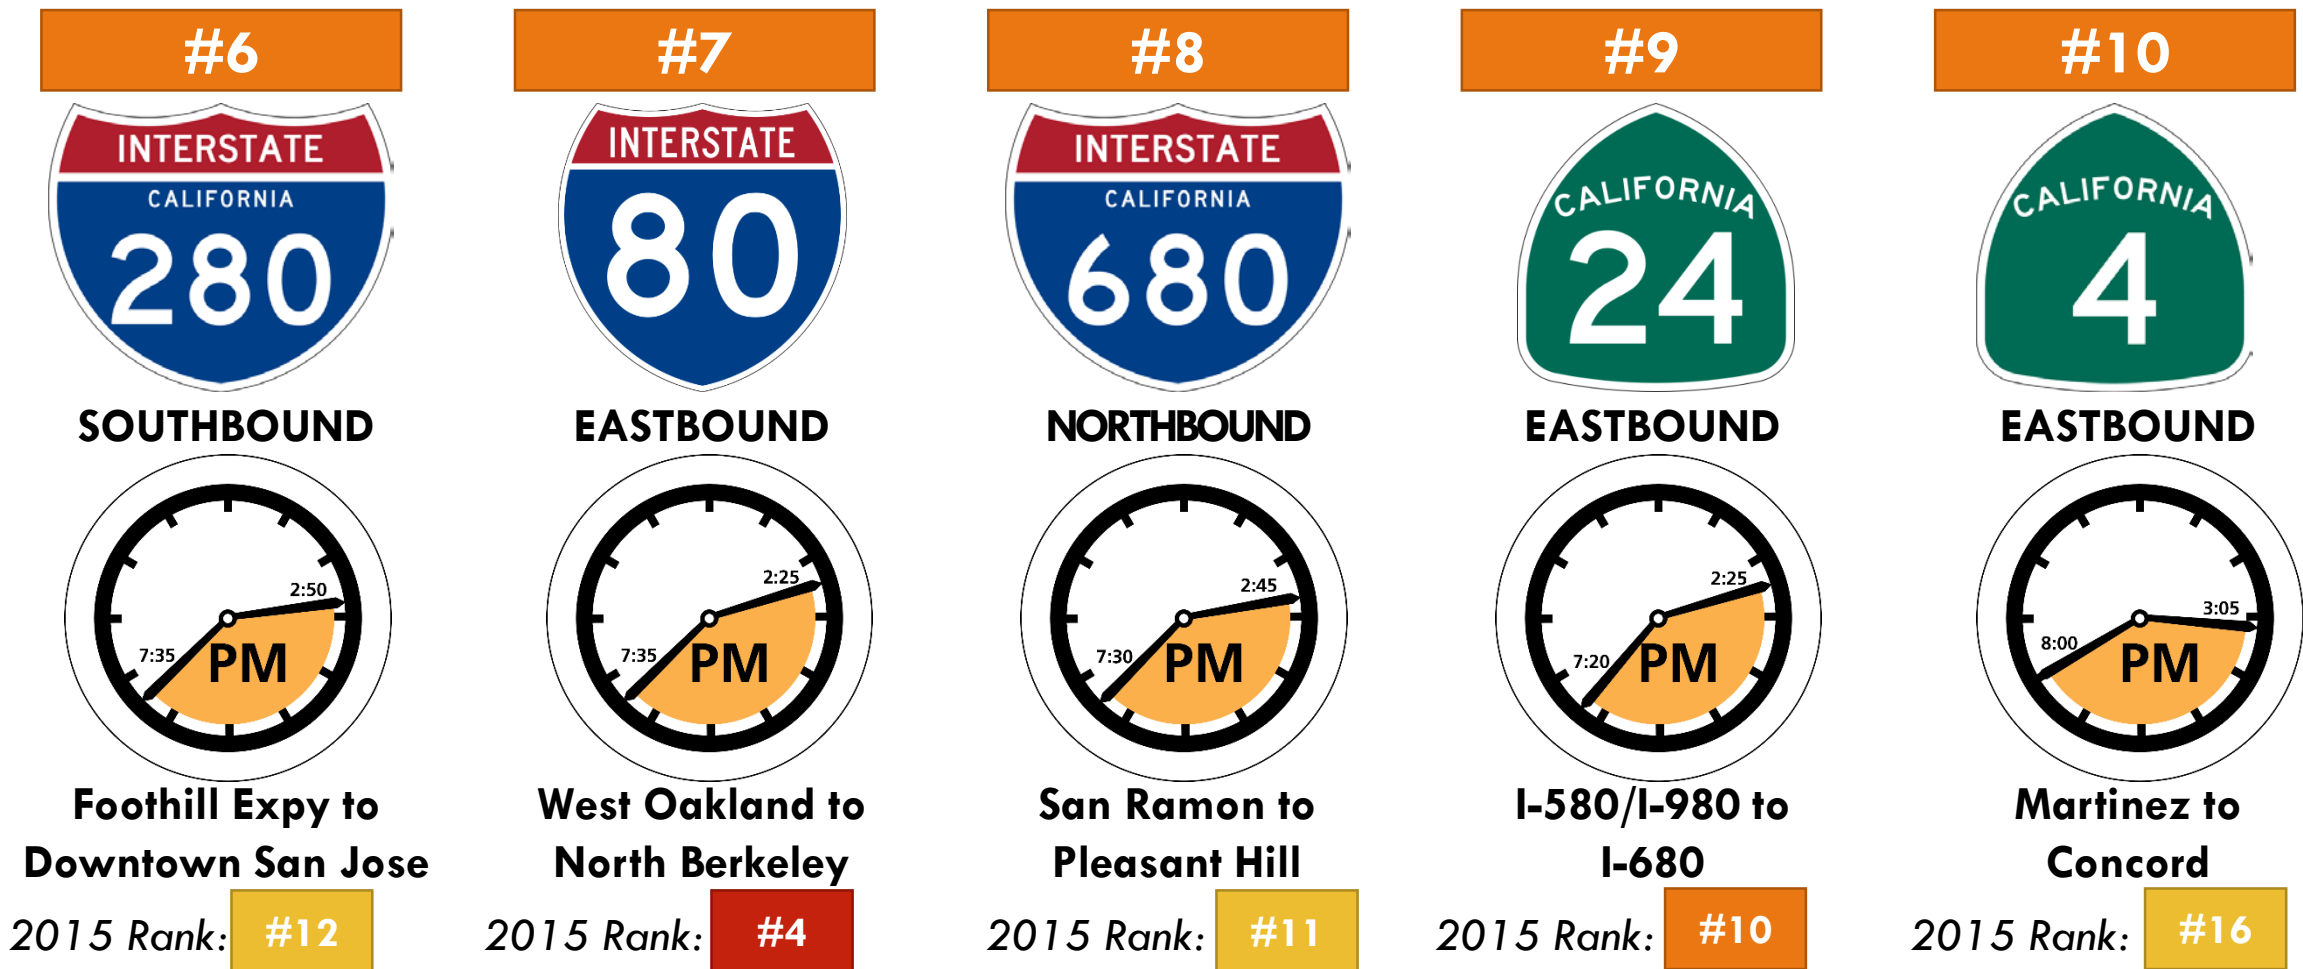 #6
INTERSTATE
CALIFORNIA
280
SOUTHBOUND
2:50
7:35
PM
Foothill Expy to
Downtown San Jose
2015 Rank: #12
#7
INTERSTATE
80
EASTBOUND
2:25
7:35
PM
West Oakland to
North Berkeley
2015 Rank: #4
#8
INTERSTATE
CALIFORNIA
680
NORTHBOUND
2:45
7:30
PM
San Ramon to
Pleasant Hill
2015 Rank: #11
#9
CALIFORNIA
24
EASTBOUND
2:25
7:20
PM
I-580/I-980 to
I-680
2015 Rank: #10
#10
CALIFORNIA
4
EASTBOUND
3:05
8:00
PM
Martinez to
Concord
2015 Rank: #16